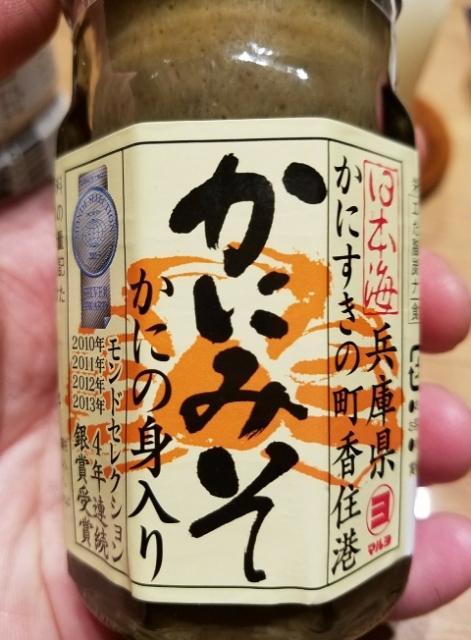 日本海
兵庫県
かにすきの町香住港
ヨ
マルヨ
かにみそ
かにの身入り
モンドセレクション
2010年
2011年
2012年
2013年
4年連続
銀賞受賞